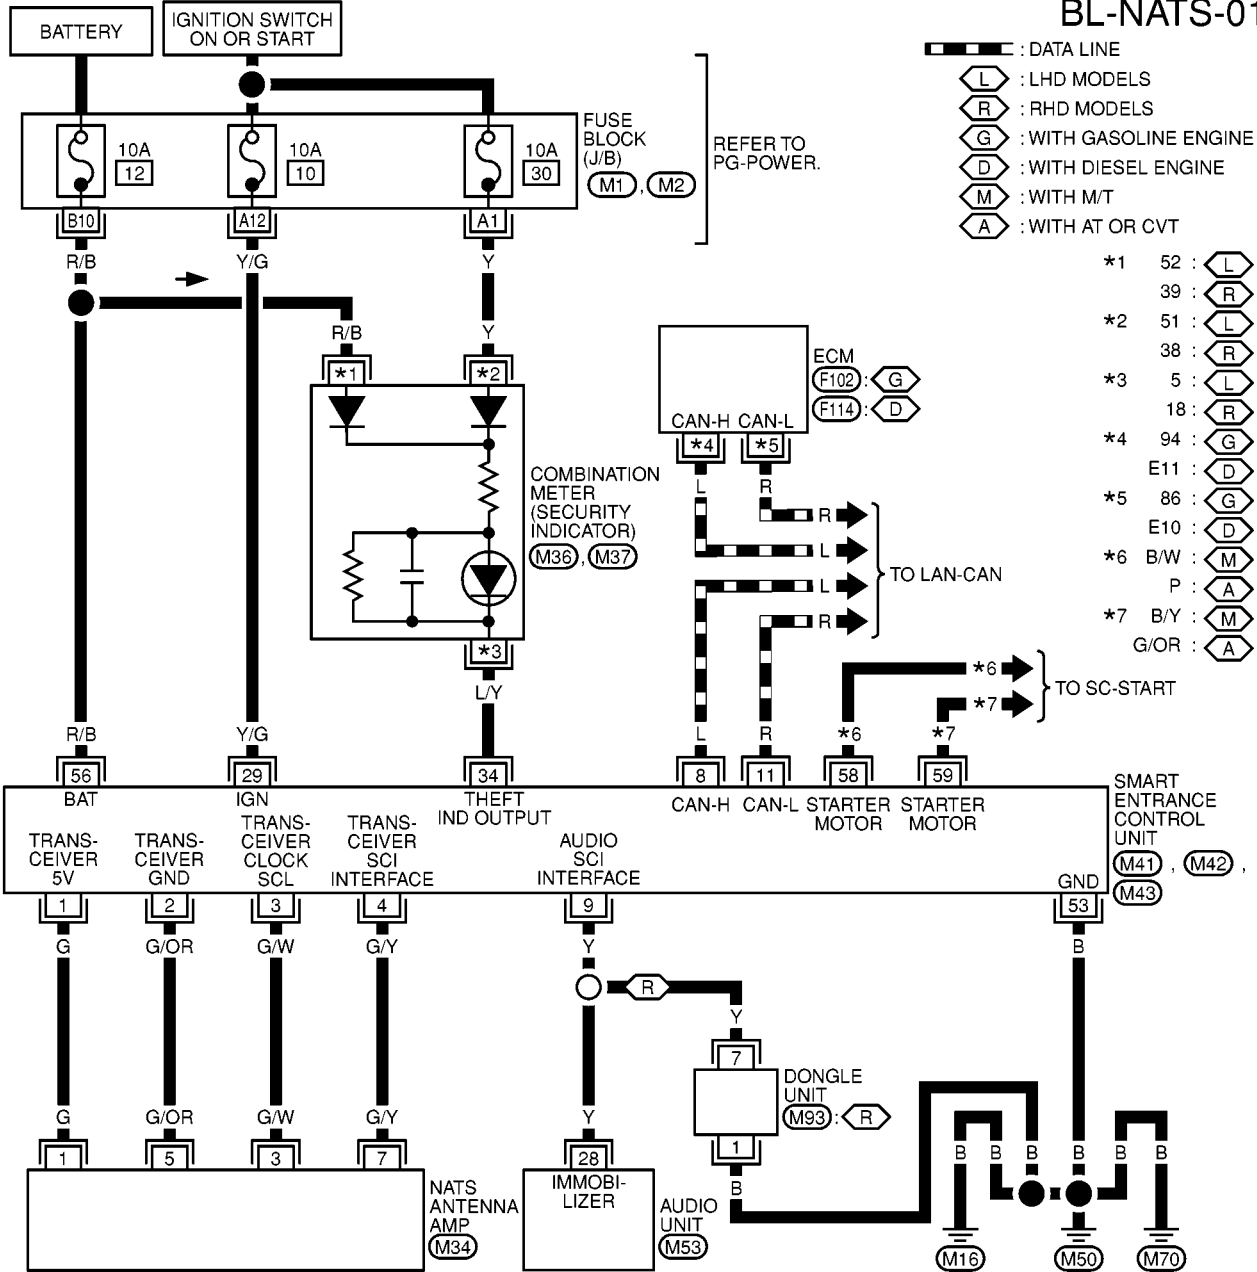 BL-NATS-01
BATTERY
IGNITION SWITCH
ON OR START
: DATA LINE
L : LHD MODELS
R : RHD MODELS
G : WITH GASOLINE ENGINE
D : WITH DIESEL ENGINE
M : WITH M/T
A : WITH AT OR CVT
10A
12
10A
10
10A
30
FUSE
BLOCK
(J/B)
M1 , M2
REFER TO
PG-POWER.
B10
A12
A1
R/B
Y/G
Y
R/B
Y
*1
*2
*1 52 : L
39 : R
*2 51 : L
38 : R
*3 5 : L
18 : R
*4 94 : G
E11 : D
*5 86 : G
E10 : D
*6 B/W : M
P : A
*7 B/Y : M
G/OR : A
ECM
F102 : G
F114 : D
CAN-H CAN-L
*4
*5
L
R
R
L
L
R
TO LAN-CAN
COMBINATION
METER
(SECURITY
INDICATOR)
M36 , M37
*3
L/Y
*6
*7
TO SC-START
R/B
Y/G
L
R
*6
*7
56
29
34
8
11
58
59
BAT
IGN
THEFT
IND OUTPUT
CAN-H
CAN-L
STARTER
MOTOR
STARTER
MOTOR
SMART
ENTRANCE
CONTROL
UNIT
M41 , M42 ,
M43
TRANS-
CEIVER
5V
TRANS-
CEIVER
GND
TRANS-
CEIVER
CLOCK
SCL
TRANS-
CEIVER
SCI
INTERFACE
AUDIO
SCI
INTERFACE
GND
1
2
3
4
9
53
G
G/OR
G/W
G/Y
Y
B
R
Y
7
DONGLE
UNIT
M93 : R
1
B
G
G/OR
G/W
G/Y
Y
1
5
3
7
28
NATS
ANTENNA
AMP
M34
IMMOBI-
LIZER
AUDIO
UNIT
M53
B
B
B
B
B
B
M16
M50
M70